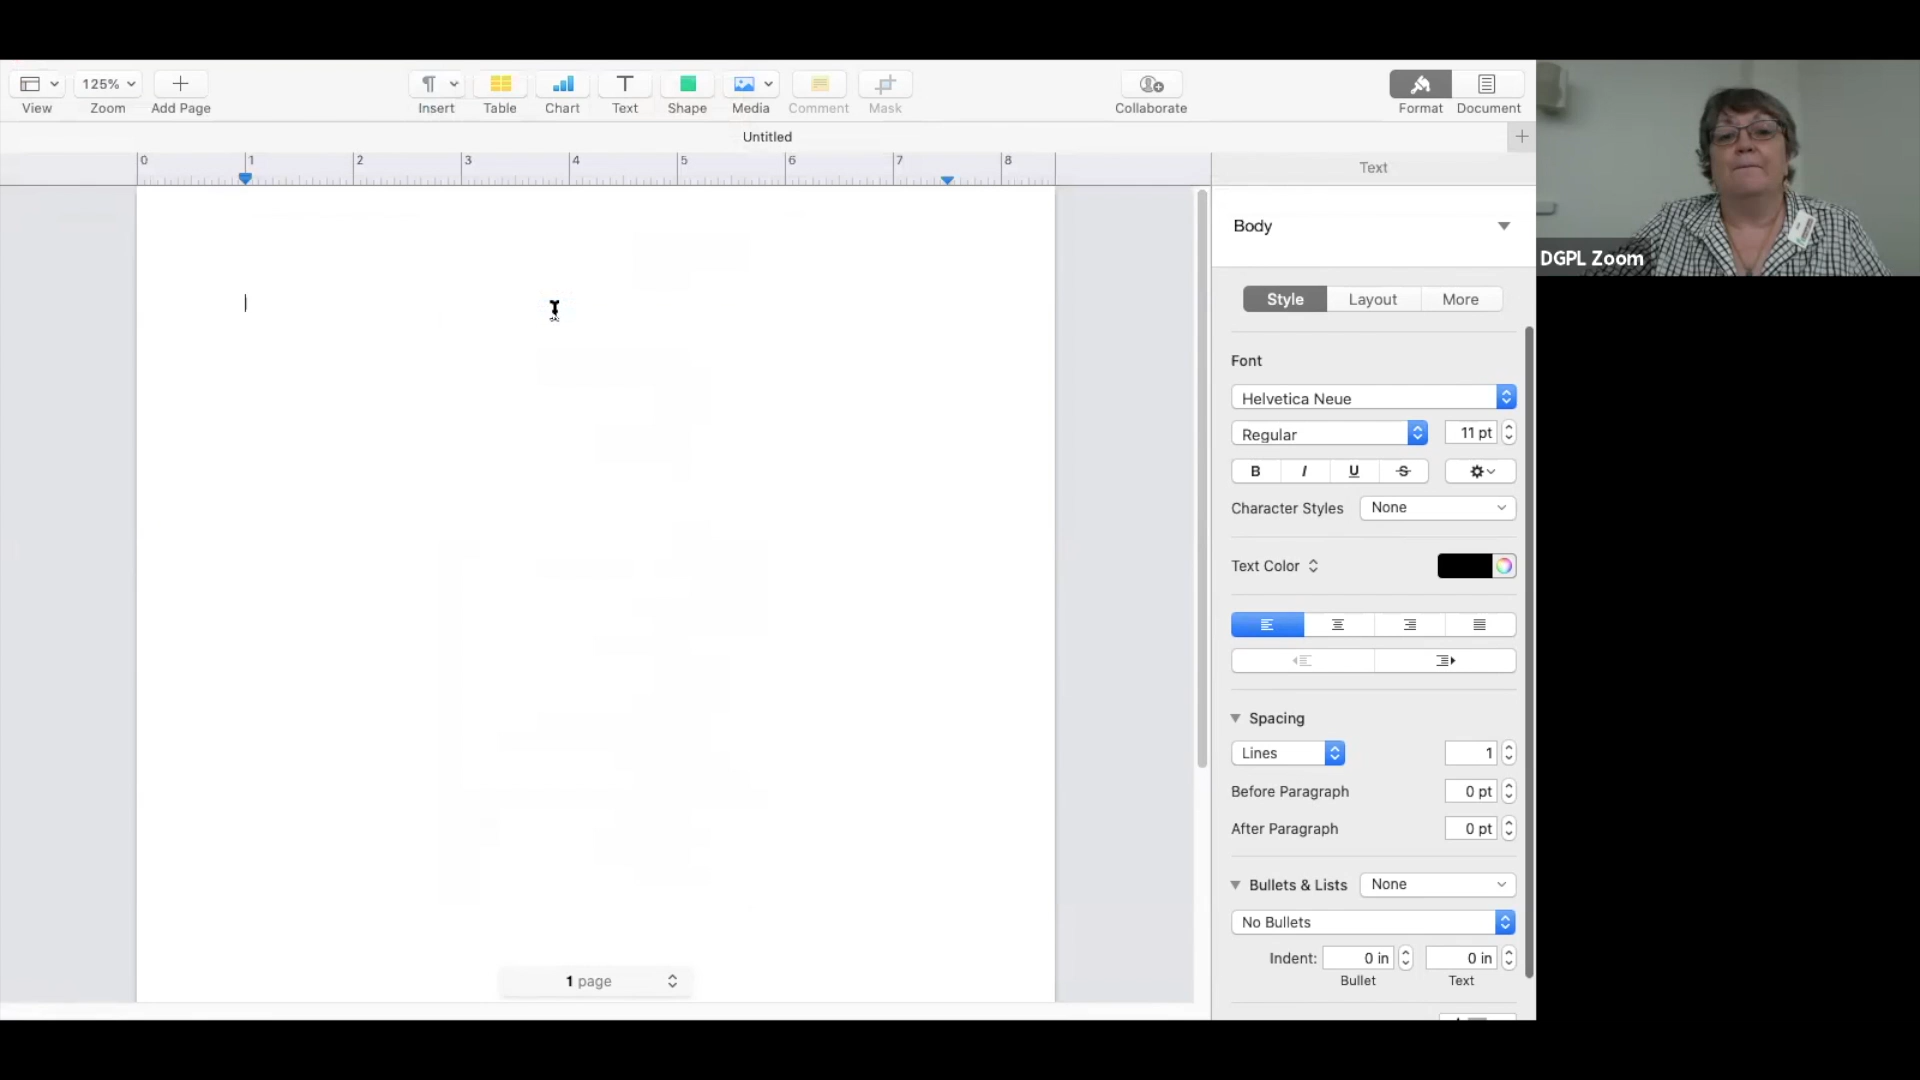 125%
View
Zoom
Add Page
Insert
Table
Chart
Text
Shape
Media
Comment
Mask
Collaborate
Format
Document
Untitled
0 1 2 3 4 5 6 7 8
Text
Body
DGPL Zoom
Style Layout More
Font
Helvetica Neue
Regular 11 pt
B I U S
Character Styles None
Text Color
Spacing
Lines 1
Before Paragraph 0 pt
After Paragraph 0 pt
Bullets & Lists None
No Bullets
Indent: 0 in 0 in
Bullet Text
1 page